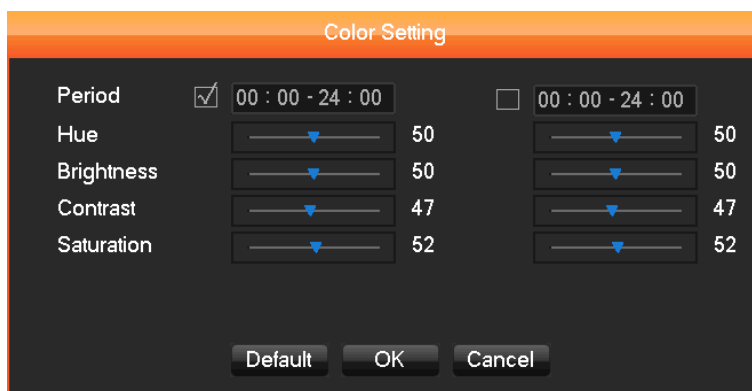 Color Setting
Period 00 : 00 - 24 : 00 00 : 00 - 24 : 00
Hue 50 50
Brightness 50 50
Contrast 47 47
Saturation 52 52
Default OK Cancel